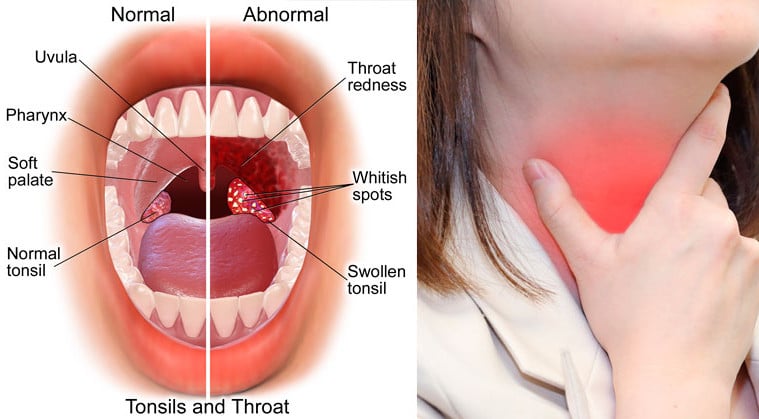 Normal
Abnormal
Uvula
Pharynx
Soft
palate
Normal
tonsil
Throat
redness
Whitish
spots
Swollen
tonsil
Tonsils and Throat